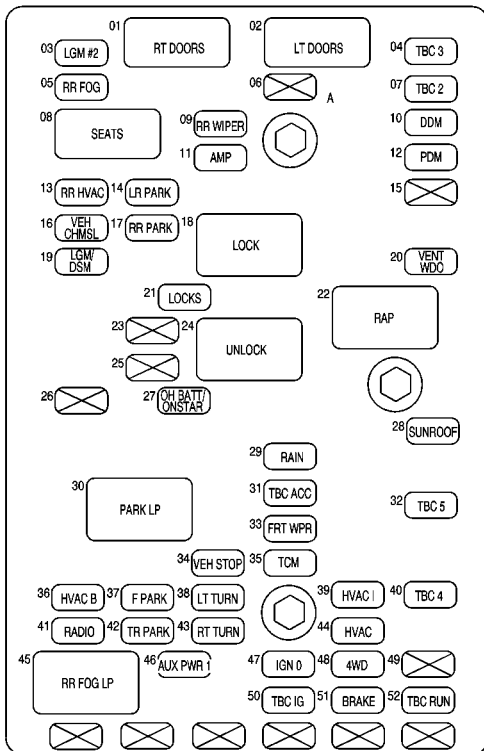 01 RT DOORS 02 LT DOORS
03 LGM #2 04 TBC 3
05 RR FOG 06 A 07 TBC 2
08 SEATS 09 RR WIPER 10 DDM
11 AMP 12 PDM
13 RR HVAC 14 LR PARK 15
16 VEH CHMSL 17 RR PARK 18 LOCK
19 LGM/ DSM 20 VENT WDO
21 LOCKS 22 RAP
23 24 UNLOCK
25
26 27 OH BATT/ ONSTAR
28 SUNROOF
29 RAIN
30 PARK LP 31 TBC ACC 32 TBC 5
33 FRT WPR
34 VEH STOP 35 TCM
36 HVAC B 37 F PARK 38 LT TURN 39 HVAC I 40 TBC 4
41 RADIO 42 TR PARK 43 RT TURN 44 HVAC
45 RR FOG LP 46 AUX PWR 1 47 IGN 0 48 4WD 49
50 TBC IG 51 BRAKE 52 TBC RUN